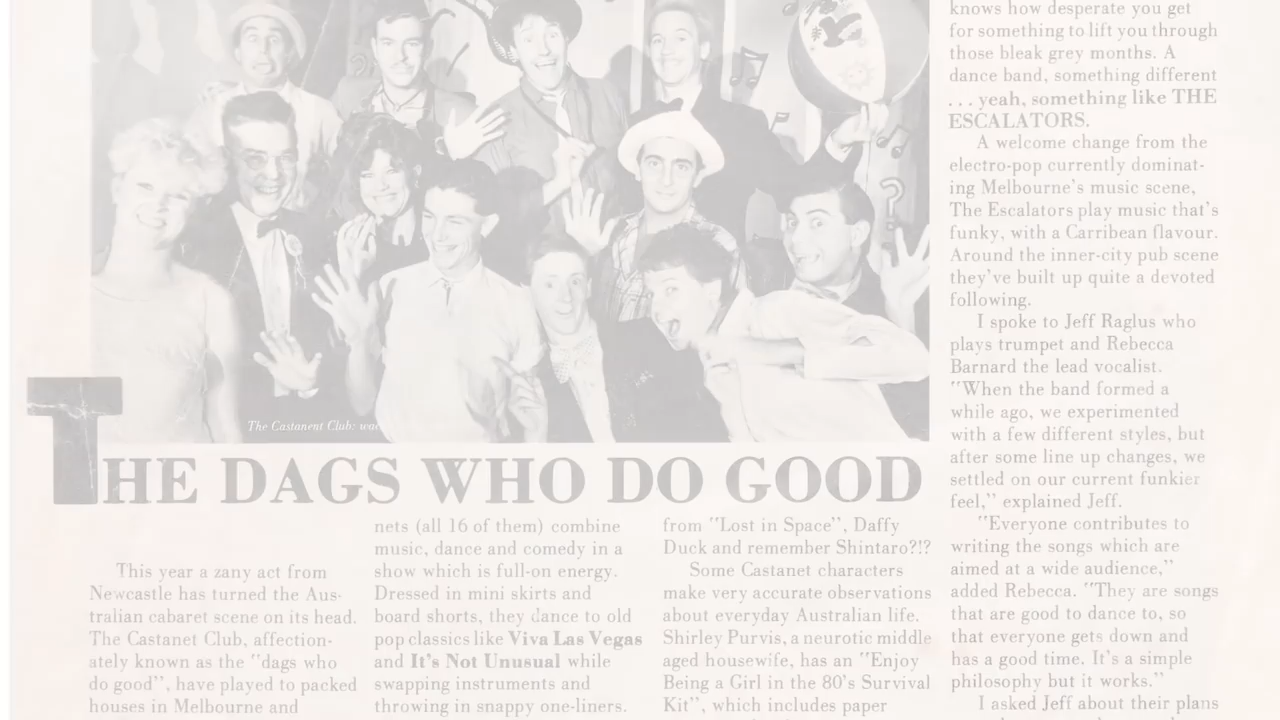 The Castanent Club:
THE DAGS WHO DO GOOD
This year a zany act from
Newcastle has turned the Aus-
tralian cabaret scene on its head.
The Castanet Club, affection-
ately known as the "dags who
do good", have played to packed
houses in Melbourne and
nets (all 16 of them) combine
music, dance and comedy in a
show which is full-on energy.
Dressed in mini skirts and
board shorts, they dance to old
pop classics like Viva Las Vegas
and It's Not Unusual while
swapping instruments and
throwing in snappy one-liners.
from "Lost in Space", Daffy
Duck and remember Shintaro?!?
Some Castanet characters
make very accurate observations
about everyday Australian life.
Shirley Purvis, a neurotic middle
aged housewife, has an "Enjoy
Being a Girl in the 80's Survival
Kit", which includes paper
knows how desperate you get
for something to lift you through
those bleak grey months. A
dance band, something different
. . . yeah, something like THE
ESCALATORS.
A welcome change from the
electro-pop currently dominat-
ing Melbourne's music scene,
The Escalators play music that's
funky, with a Carribean flavour.
Around the inner-city pub scene
they've built up quite a devoted
following.
I spoke to Jeff Raglus who
plays trumpet and Rebecca
Barnard the lead vocalist.
"When the band formed a
while ago, we experimented
with a few different styles, but
after some line up changes, we
settled on our current funkier
feel," explained Jeff.
"Everyone contributes to
writing the songs which are
aimed at a wide audience,"
added Rebecca. "They are songs
that are good to dance to, so
that everyone gets down and
has a good time. It's a simple
philosophy but it works."
I asked Jeff about their plans